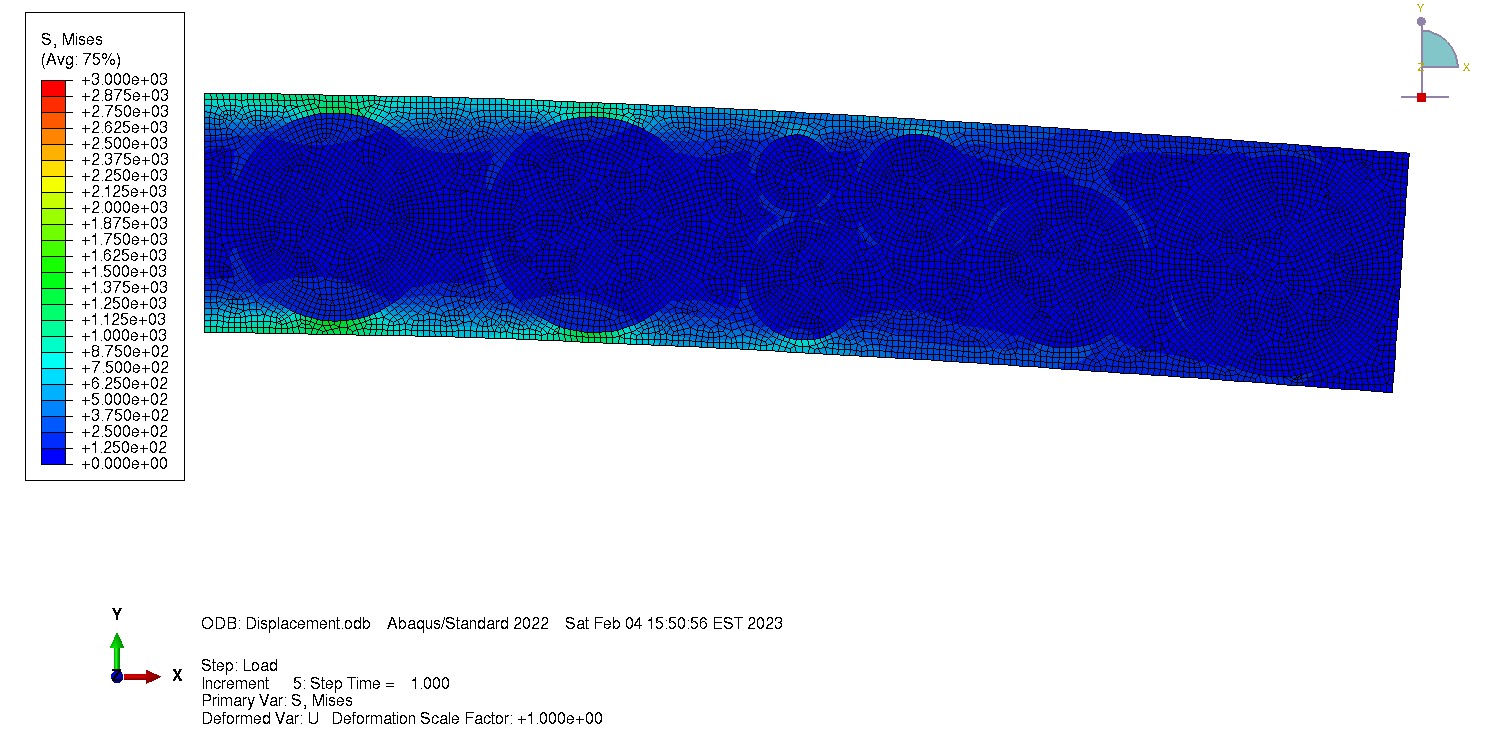 S, Mises
(Avg: 75%)
+3.000e+03
+2.875e+03
+2.750e+03
+2.625e+03
+2.500e+03
+2.375e+03
+2.250e+03
+2.125e+03
+2.000e+03
+1.875e+03
+1.750e+03
+1.625e+03
+1.500e+03
+1.375e+03
+1.250e+03
+1.125e+03
+1.000e+03
+8.750e+02
+7.500e+02
+6.250e+02
+5.000e+02
+3.750e+02
+2.500e+02
+1.250e+02
+0.000e+00
Y
Z
X
Y
Z
X
ODB: Displacement.odb Abaqus/Standard 2022 Sat Feb 04 15:50:56 EST 2023
Step: Load
Increment 5: Step Time = 1.000
Primary Var: S, Mises
Deformed Var: U Deformation Scale Factor: +1.000e+00